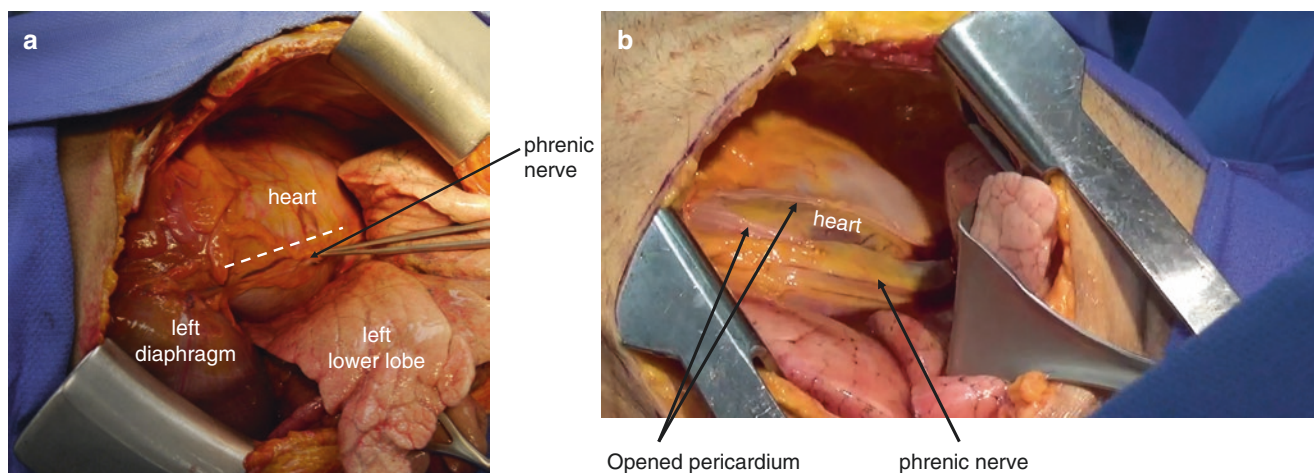 a
phrenic
nerve
heart
left
diaphragm
left
lower lobe
b
heart
Opened pericardium
phrenic nerve